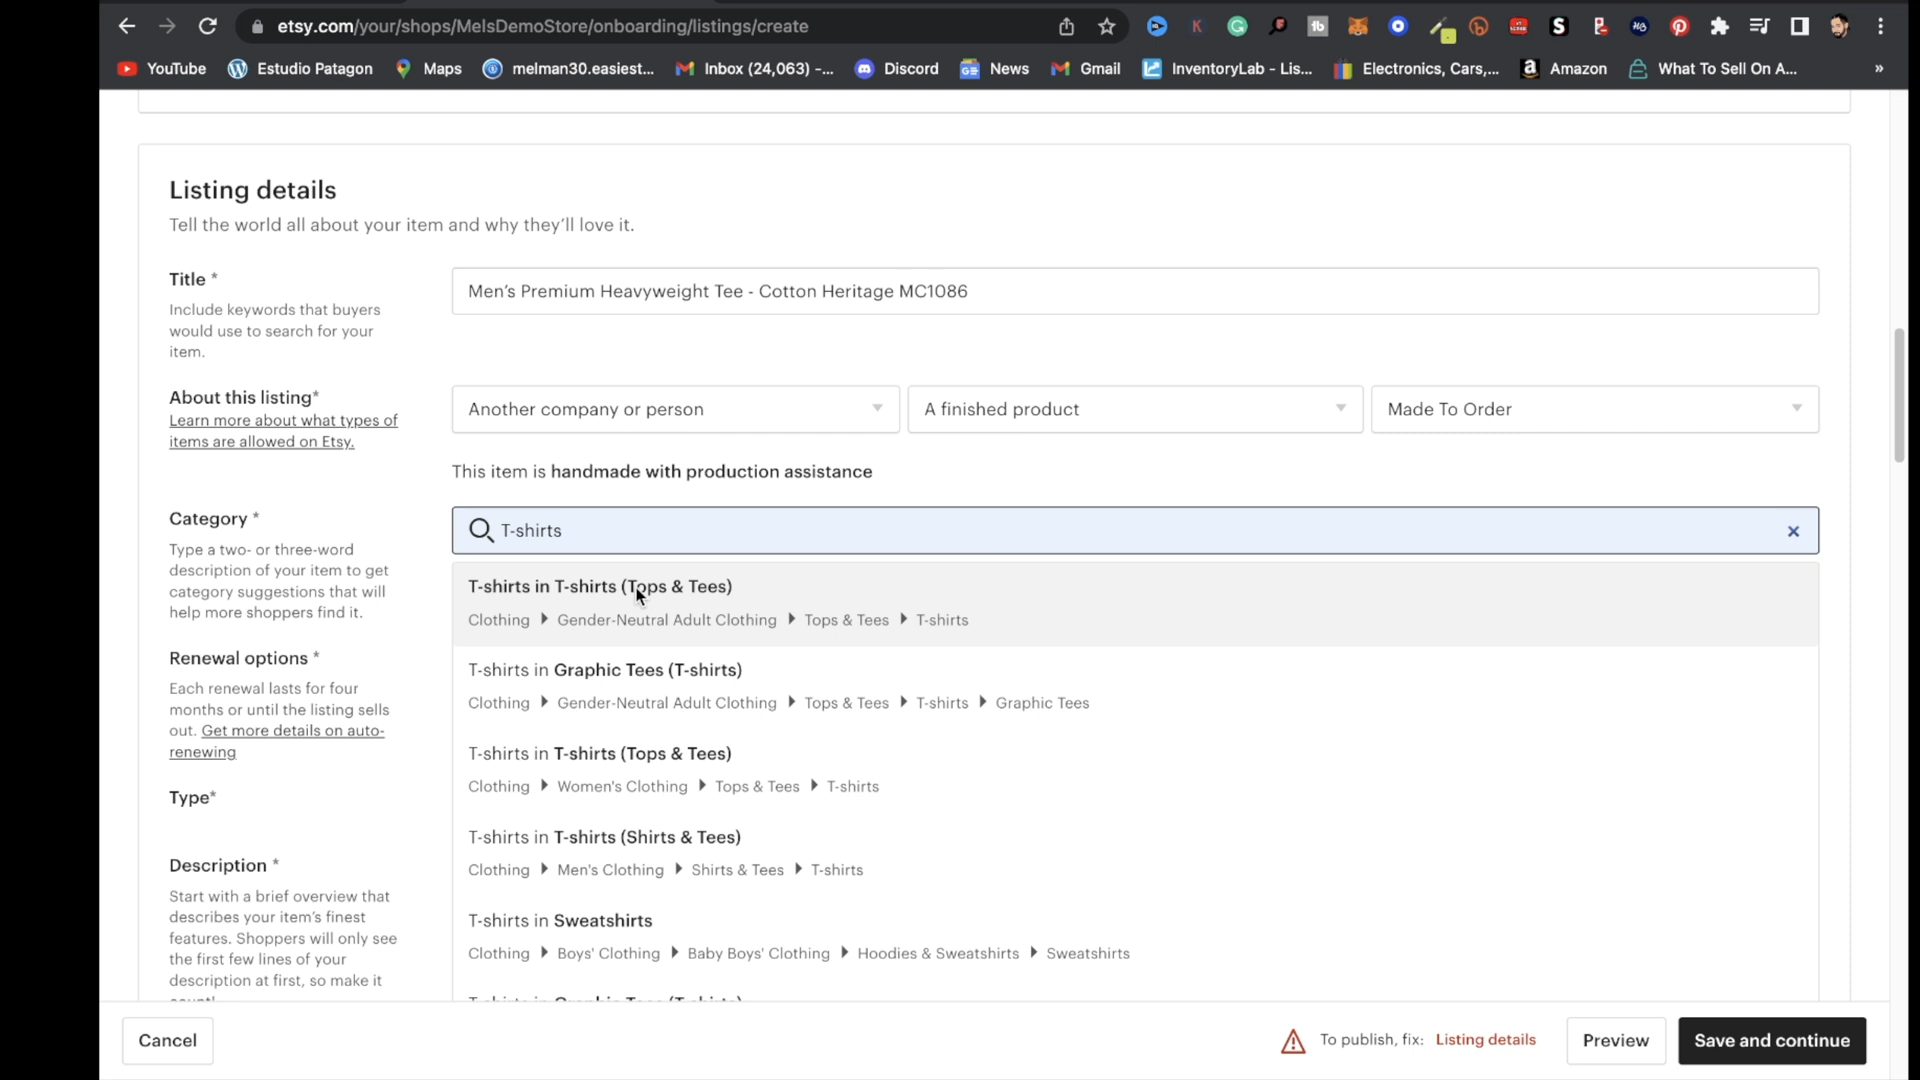 etsy.com/your/shops/MelsDemoStore/onboarding/listings/create
YouTube Estudio Patagon Maps melman30.easiest... Inbox (24,063) -... Discord News Gmail InventoryLab - Lis... Electronics, Cars,... Amazon What To Sell On A... »
Listing details
Tell the world all about your item and why they'll love it.
Title *
Include keywords that buyers
would use to search for your
item.
Men's Premium Heavyweight Tee - Cotton Heritage MC1086
About this listing*
Learn more about what types of
items are allowed on Etsy.
Another company or person A finished product Made To Order
This item is handmade with production assistance
Category *
Type a two- or three-word
description of your item to get
category suggestions that will
help more shoppers find it.
T-shirts
T-shirts in T-shirts (Tops & Tees)
Clothing Gender-Neutral Adult Clothing Tops & Tees T-shirts
T-shirts in Graphic Tees (T-shirts)
Clothing Gender-Neutral Adult Clothing Tops & Tees T-shirts Graphic Tees
T-shirts in T-shirts (Tops & Tees)
Clothing Women's Clothing Tops & Tees T-shirts
T-shirts in T-shirts (Shirts & Tees)
Clothing Men's Clothing Shirts & Tees T-shirts
T-shirts in Sweatshirts
Clothing Boys' Clothing Baby Boys' Clothing Hoodies & Sweatshirts Sweatshirts
Renewal options *
Each renewal lasts for four
months or until the listing sells
out. Get more details on auto-
renewing
Type*
Description *
Start with a brief overview that
describes your item's finest
features. Shoppers will only see
the first few lines of your
description at first, so make it
Cancel
To publish, fix: Listing details
Preview
Save and continue